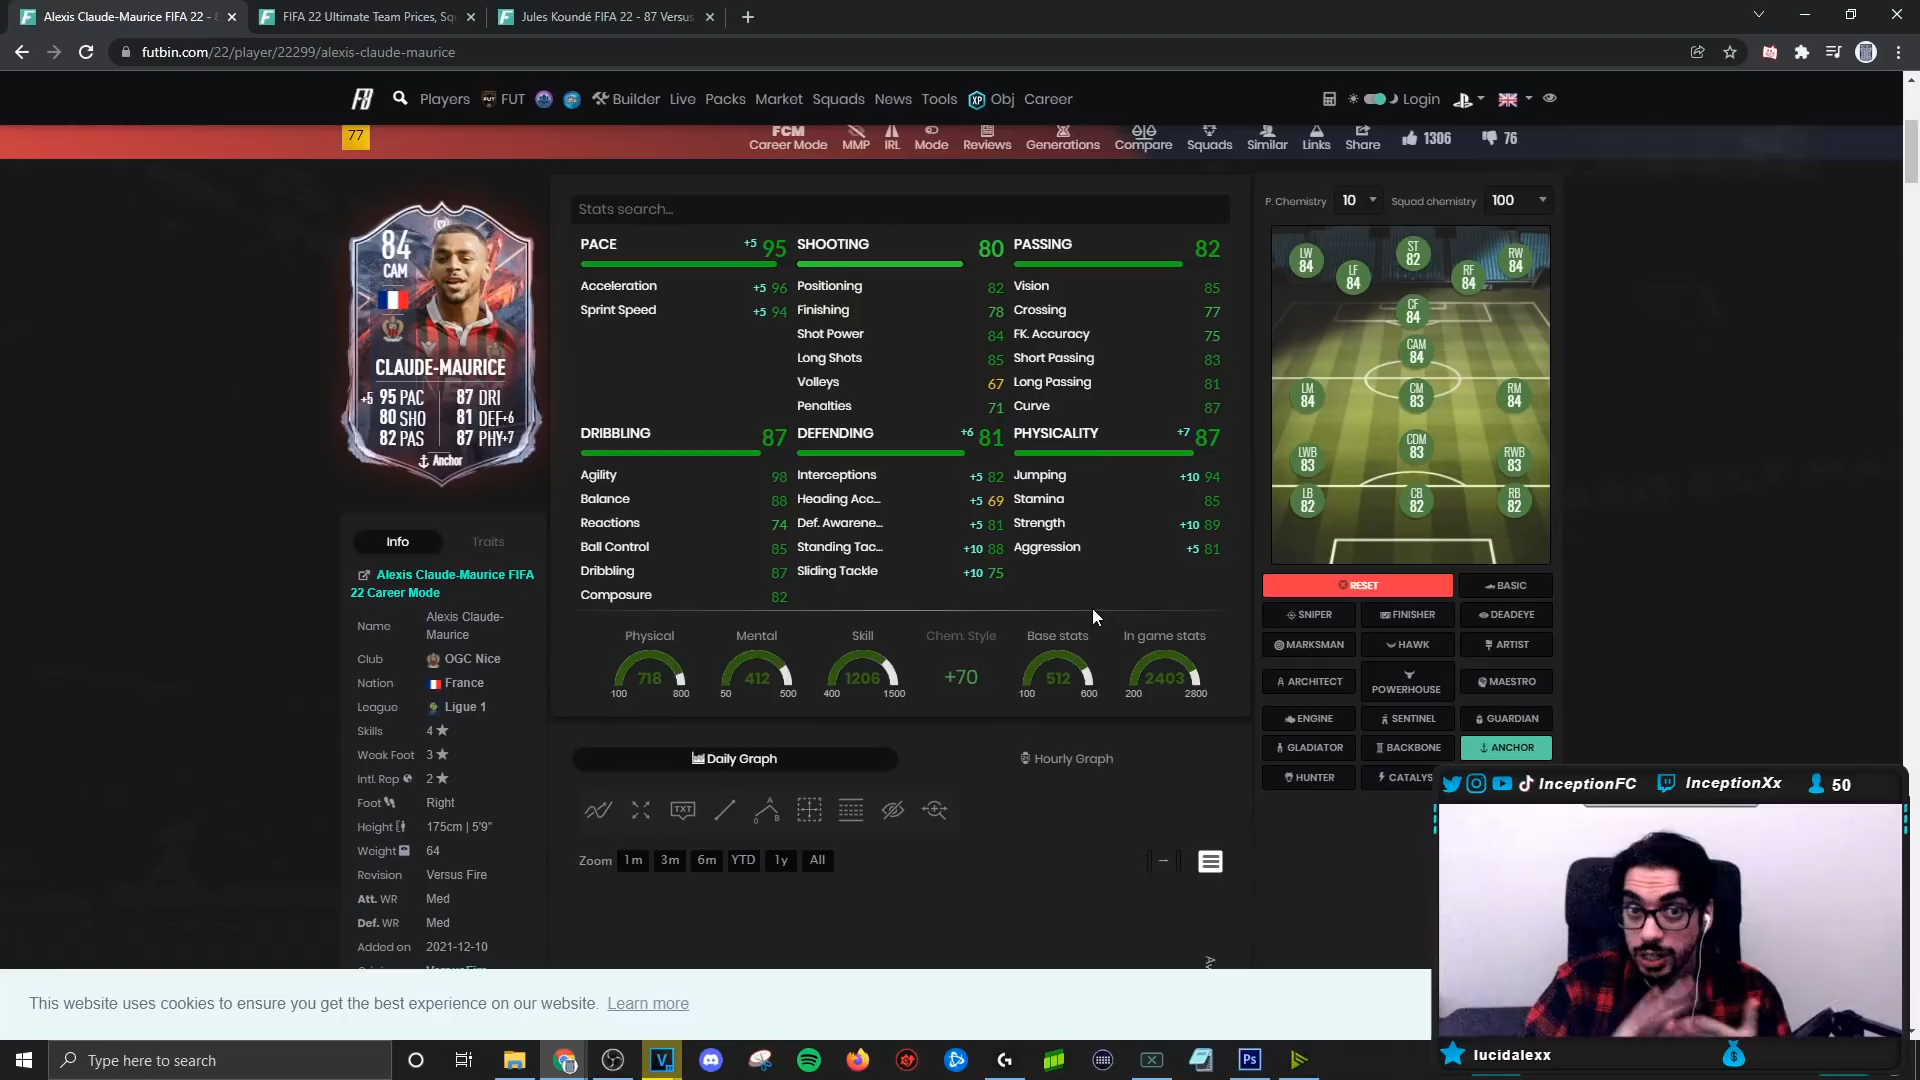 Alexis Claude-Maurice FIFA 22 - 8
FIFA 22 Ultimate Team Prices, Sq
Jules Koundé FIFA 22 - 87 Versus
futbin.com/22/player/22299/alexis-claude-maurice
Players FUT Builder Live Packs Market Squads News Tools XP Obj Career Login
77
FCM
Career Mode MMP IRL Mode Reviews Generations Compare Squads Similar Links Share 1306 76
84
CAM
CLAUDE-MAURICE
+5 95 PAC 87 DRI
80 SHO 81 DEF+6
82 PAS 87 PHY+7
Anchor
Info Traits
Alexis Claude-Maurice FIFA
22 Career Mode
Name Alexis Claude-
Maurice
Club OGC Nice
Nation France
League Ligue 1
Skills 4
Weak Foot 3
Intl. Rep 2
Foot Right
Height 175cm | 5'9"
Weight 64
Revision Versus Fire
Att. WR Med
Def. WR Med
Added on 2021-12-10
Stats search...
PACE +5 95
Acceleration +5 96
Sprint Speed +5 94
SHOOTING 80
Positioning 82
Finishing 78
Shot Power 84
Long Shots 85
Volleys 67
Penalties 71
PASSING 82
Vision 85
Crossing 77
FK. Accuracy 75
Short Passing 83
Long Passing 81
Curve 87
DRIBBLING 87
Agility 98
Balance 88
Reactions 74
Ball Control 85
Dribbling 87
Composure 82
DEFENDING +6 81
Interceptions +5 82
Heading Acc... +5 69
Def. Awarene... +5 81
Standing Tac... +10 88
Sliding Tackle +10 75
PHYSICALITY +7 87
Jumping +10 94
Stamina 85
Strength +10 89
Aggression +5 81
Physical Mental Skill Chem. Style Base stats In game stats
718 412 1206 +70 512 2403
100 800 50 500 400 1500 100 600 200 2800
Daily Graph Hourly Graph
TXT
Zoom 1m 3m 6m YTD 1y All
P. Chemistry 10 Squad chemistry 100
LW 84
ST 82
RW 84
LF 84
RF 84
CF 84
CAM 84
LM 84
CM 83
RM 84
LWB 83
CDM 83
RWB 83
LB 82
CB 82
RB 82
RESET BASIC
SNIPER FINISHER DEADEYE
MARKSMAN HAWK ARTIST
ARCHITECT POWERHOUSE MAESTRO
ENGINE SENTINEL GUARDIAN
GLADIATOR BACKBONE ANCHOR
HUNTER CATALYS
InceptionFC InceptionXx 50
lucidalexx
This website uses cookies to ensure you get the best experience on our website. Learn more
Type here to search